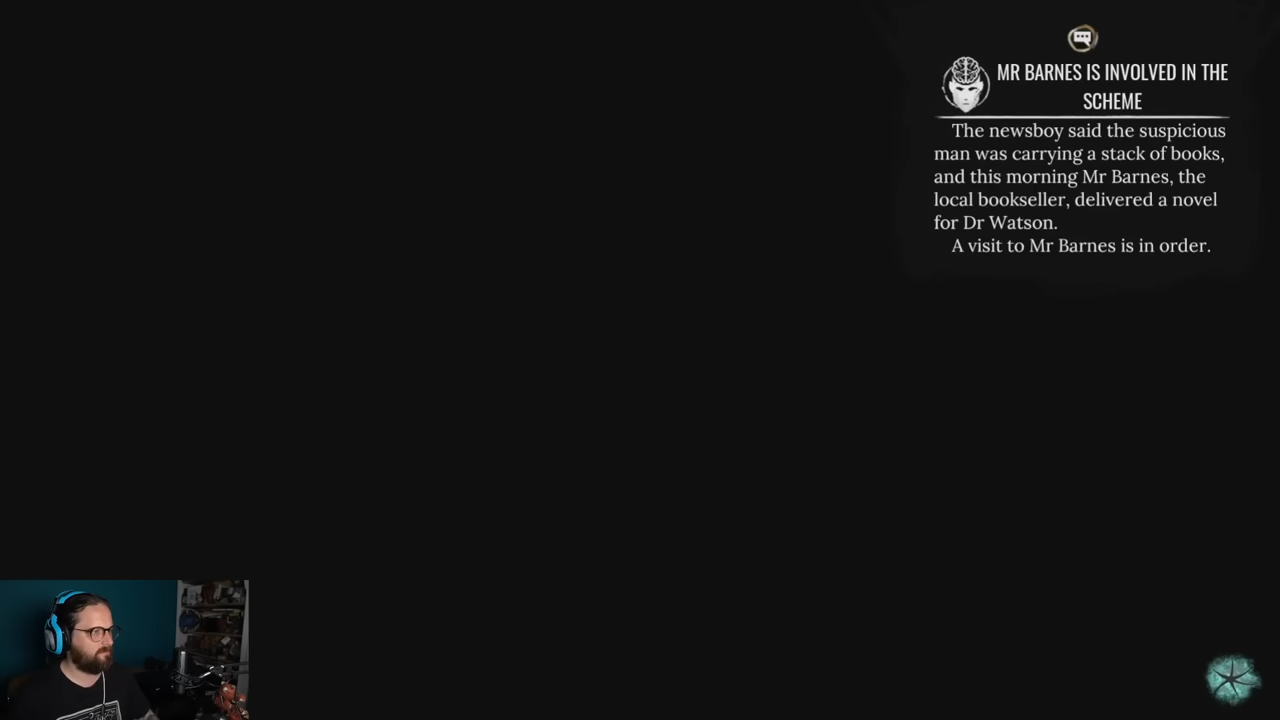 MR BARNES IS INVOLVED IN THE
SCHEME
The newsboy said the suspicious
man was carrying a stack of books,
and this morning Mr Barnes, the
local bookseller, delivered a novel
for Dr Watson.
A visit to Mr Barnes is in order.